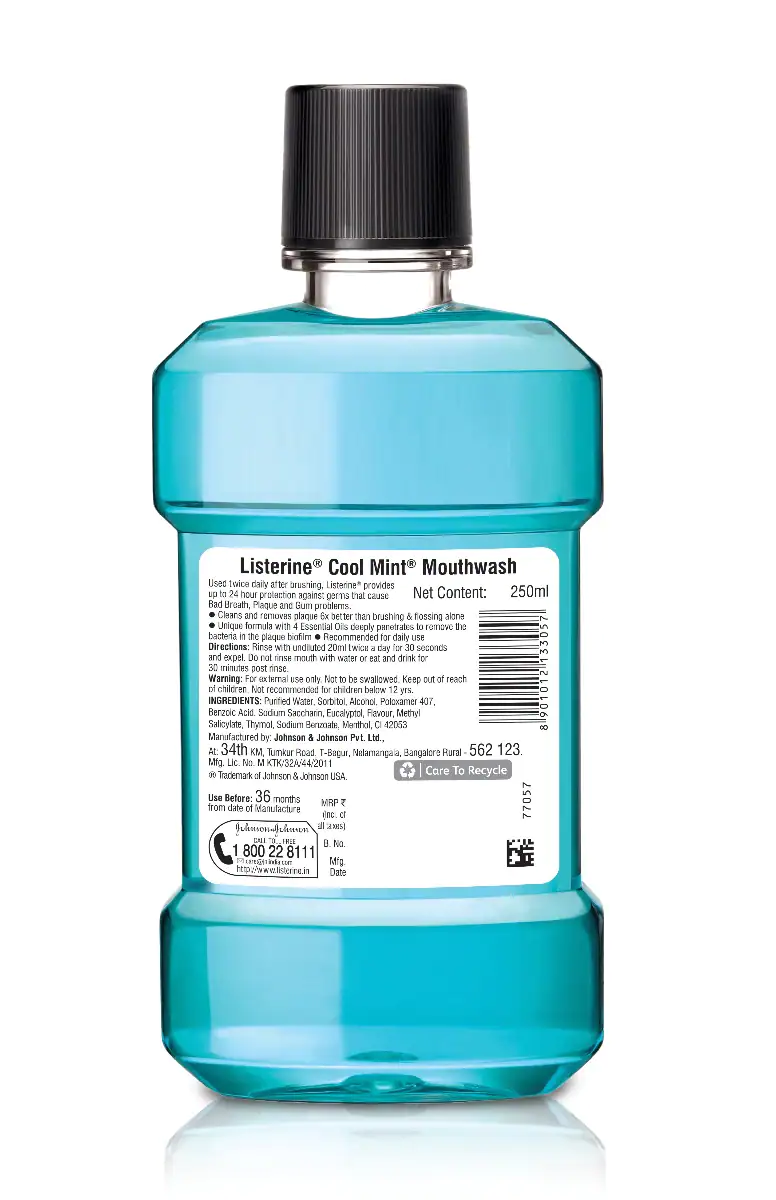 Listerine® Cool Mint® Mouthwash
Used twice daily after brushing, Listerine® provides
up to 24 hour protection against germs that cause
Bad Breath, Plaque and Gum problems.
Net Content: 250ml
● Cleans and removes plaque 6x better than brushing & flossing alone
● Unique formula with 4 Essential Oils deeply penetrates to remove the
bacteria in the plaque biofilm ● Recommended for daily use
Directions: Rinse with undiluted 20ml twice a day for 30 seconds
and expel. Do not rinse mouth with water or eat and drink for
30 minutes post rinse.
Warning: For external use only. Not to be swallowed. Keep out of reach
of children. Not recommended for children below 12 yrs.
INGREDIENTS: Purified Water, Sorbitol, Alcohol, Poloxamer 407,
Benzoic Acid, Sodium Saccharin, Eucalyptol, Flavour, Methyl
Salicylate, Thymol, Sodium Benzoate, Menthol, CI 42053
8 901012 133057
Manufactured by: Johnson & Johnson Pvt. Ltd.,
At: 34th KM, Tumkur Road, T-Begur, Nelamangala, Bangalore Rural - 562 123.
Mfg. Lic. No. M KTK/32A/44/2011
Care To Recycle
® Trademark of Johnson & Johnson USA.
Use Before: 36 months
from date of Manufacture
MRP ₹
(Inc. of
all taxes)
B. No.
Mfg.
Date
77057
Johnson & Johnson
CALL TOLL FREE
1 800 22 8111
care@jnjindia.com
http://www.listerine.in